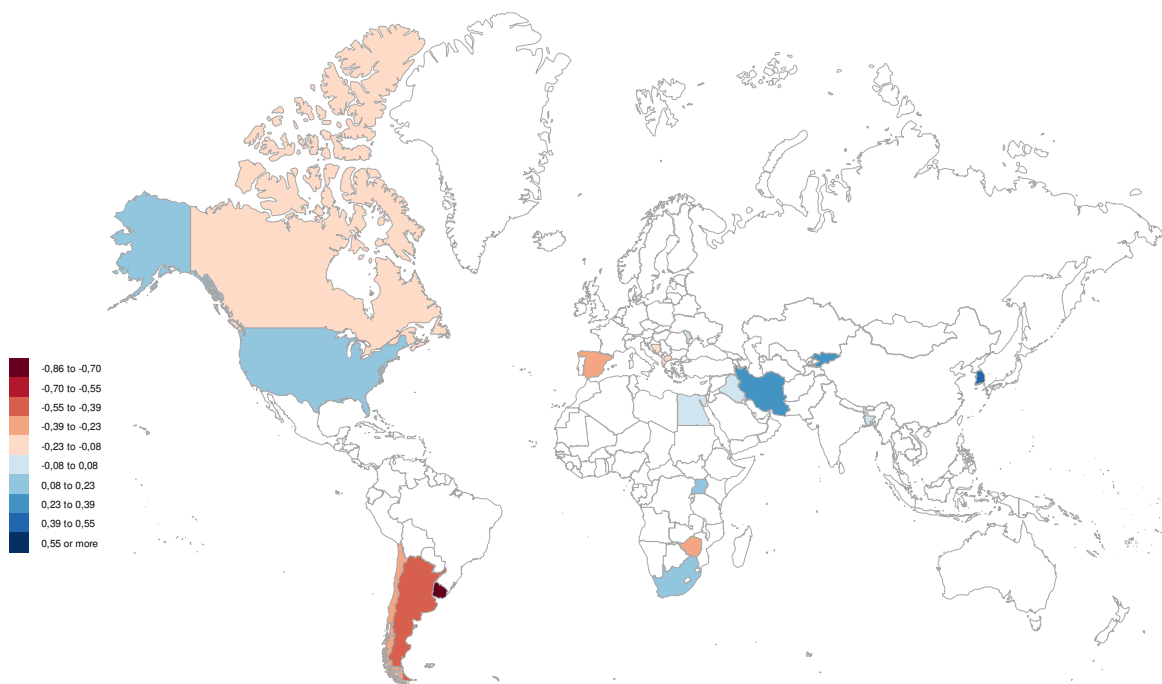 -0,86 to -0,70
-0,70 to -0,55
-0,55 to -0,39
-0,39 to -0,23
-0,23 to -0,08
-0,08 to 0,08
0,08 to 0,23
0,23 to 0,39
0,39 to 0,55
0,55 or more